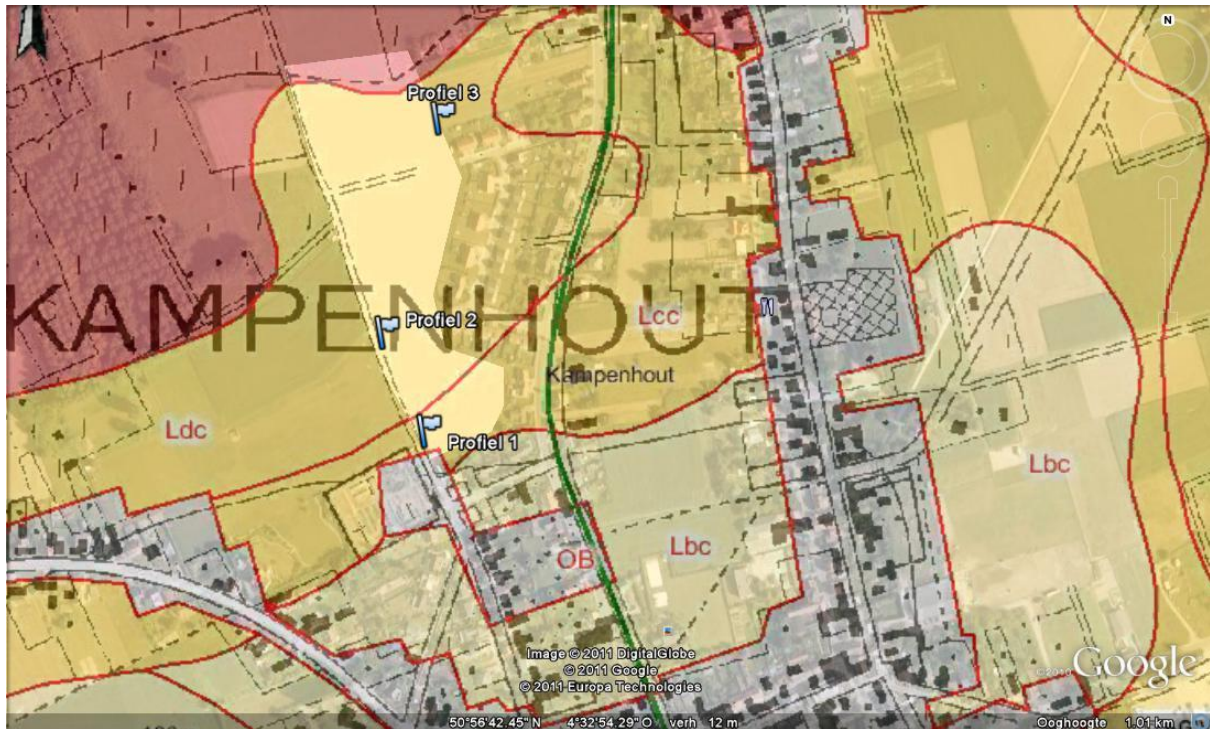 N
Profiel 3
KAMPENHOUT
Profiel 2
Lcc
Kampenhout
Ldc
Profiel 1
Lbc
Lbc
OB
Image © 2011 DigitalGlobe
© 2011 Google
© 2011 Europa Technologies
© 2010 Google
50°56'42.45" N 4°32'54.29" O verh 12 m Ooghoogte 1.01 km